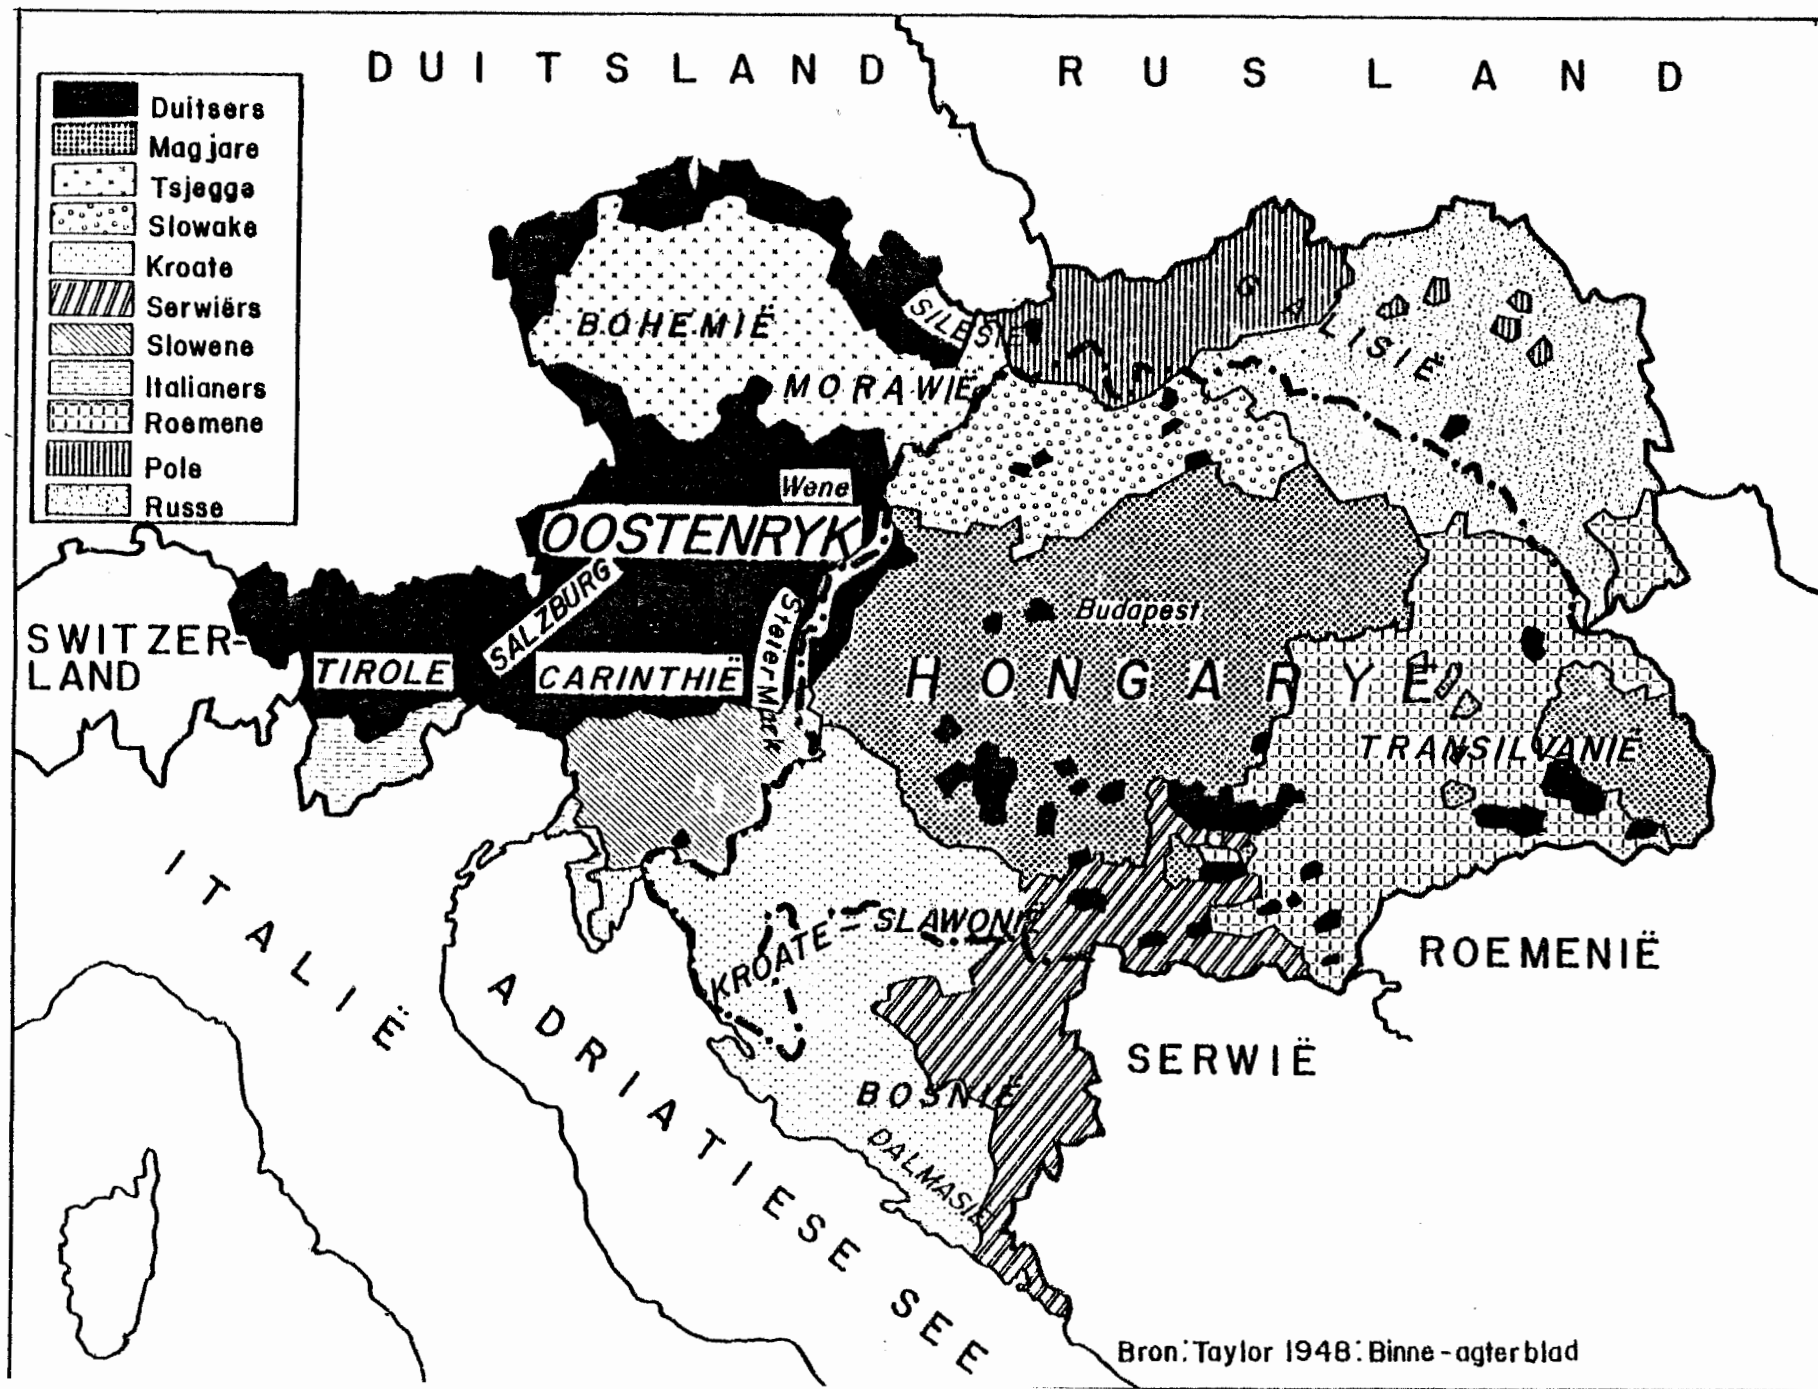 DUITSLAND
RUSLAND
Duitsers
Magjare
Tsjegge
Slowake
Kroate
Serwiërs
Slowene
Italianers
Roemene
Pole
Russe
BOHEMIË
SILESIË
GALISIË
MORAWIË
Wene
OOSTENRYK
SALZBURG
SteierMark
Budapest
SWITZER-
LAND
TIROLE
CARINTHIË
HONGARYE
TRANSILVANIË
ITALIË
SLAWONIË
KROATE
ROEMENIË
ADRIATIESE SEE
SERWIË
BOSNIË
DALMASIË
Bron: Taylor 1948: Binne-agterblad